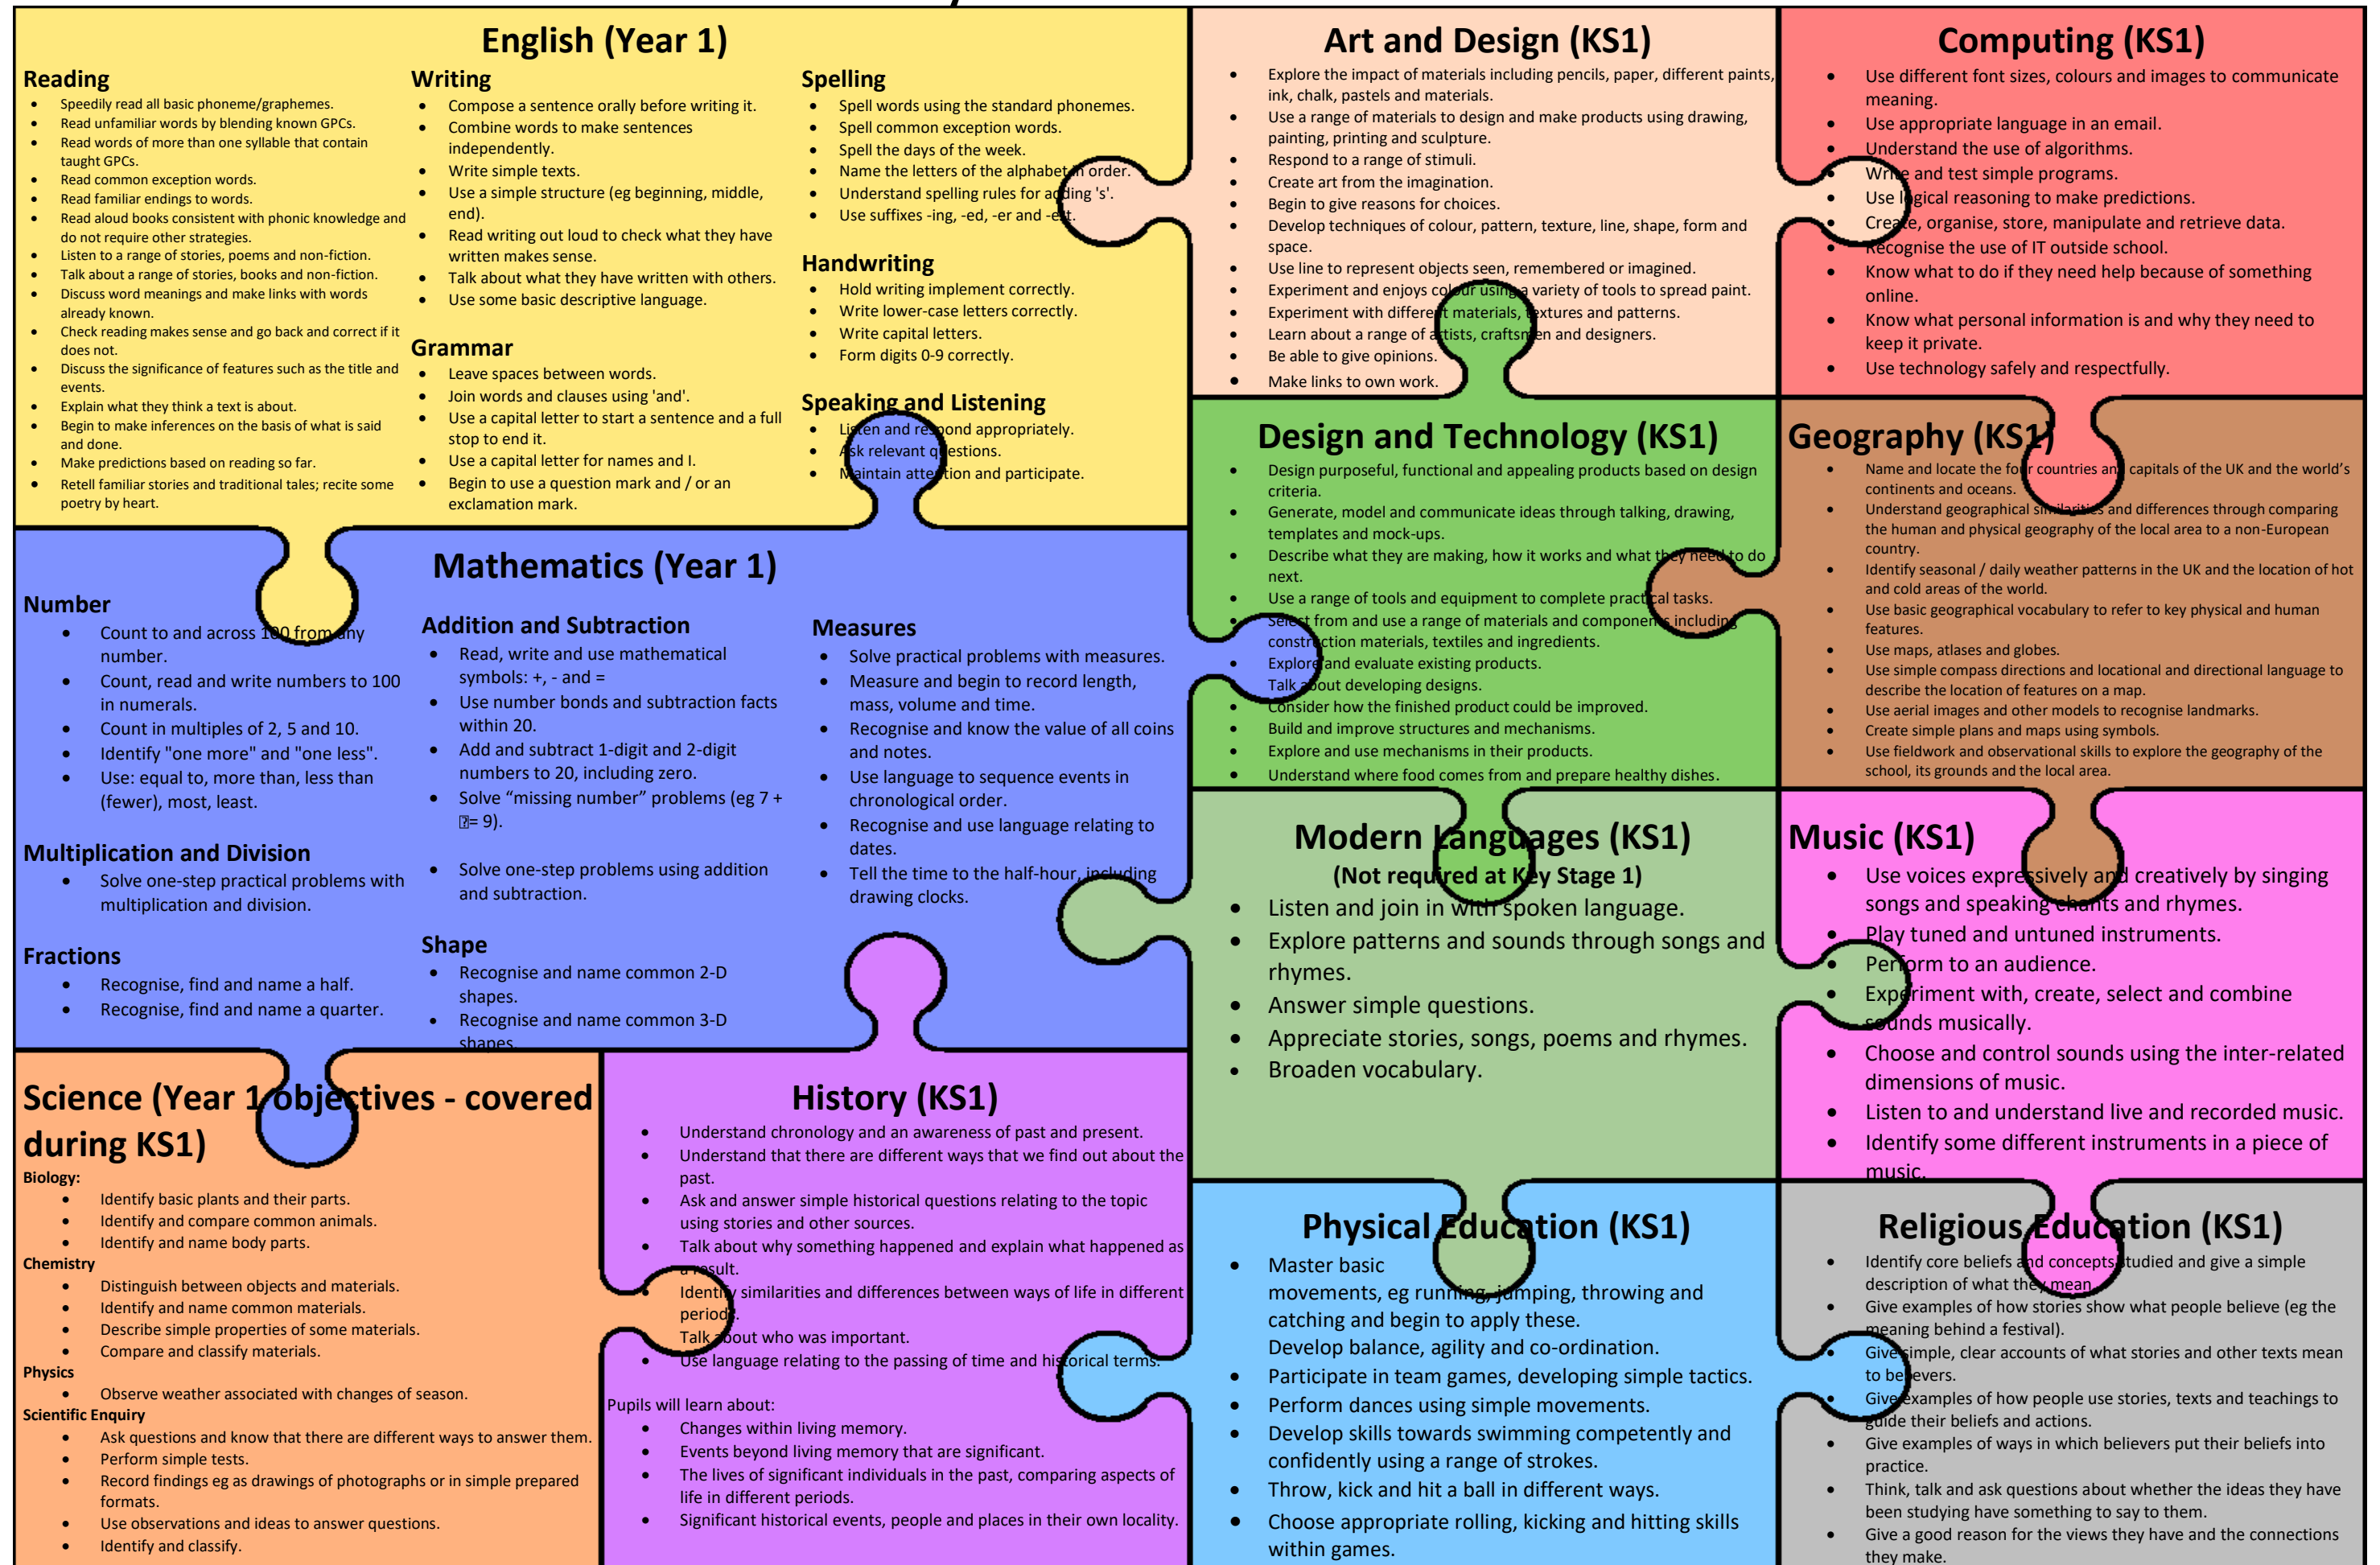 English (Year 1)
Reading
• Speedily read all basic phoneme/graphemes.
• Read unfamiliar words by blending known GPCs.
• Read words of more than one syllable that contain
taught GPCs.
• Read common exception words.
• Read familiar endings to words.
• Read aloud books consistent with phonic knowledge and
do not require other strategies.
• Listen to a range of stories, poems and non-fiction.
• Talk about a range of stories, books and non-fiction.
• Discuss word meanings and make links with words
already known.
• Check reading makes sense and go back and correct if it
does not.
• Discuss the significance of features such as the title and
events.
• Explain what they think a text is about.
• Begin to make inferences on the basis of what is said
and done.
• Make predictions based on reading so far.
• Retell familiar stories and traditional tales; recite some
poetry by heart.
Writing
• Compose a sentence orally before writing it.
• Combine words to make sentences
independently.
• Write simple texts.
• Use a simple structure (eg beginning, middle,
end).
• Read writing out loud to check what they have
written makes sense.
• Talk about what they have written with others.
• Use some basic descriptive language.
Grammar
• Leave spaces between words.
• Join words and clauses using 'and'.
• Use a capital letter to start a sentence and a full
stop to end it.
• Use a capital letter for names and I.
• Begin to use a question mark and / or an
exclamation mark.
Spelling
• Spell words using the standard phonemes.
• Spell common exception words.
• Spell the days of the week.
• Name the letters of the alphabet in order.
• Understand spelling rules for adding 's'.
• Use suffixes -ing, -ed, -er and -est.
Handwriting
• Hold writing implement correctly.
• Write lower-case letters correctly.
• Write capital letters.
• Form digits 0-9 correctly.
Speaking and Listening
• Listen and respond appropriately.
• Ask relevant questions.
• Maintain attention and participate.
Art and Design (KS1)
• Explore the impact of materials including pencils, paper, different paints,
ink, chalk, pastels and materials.
• Use a range of materials to design and make products using drawing,
painting, printing and sculpture.
• Respond to a range of stimuli.
• Create art from the imagination.
• Begin to give reasons for choices.
• Develop techniques of colour, pattern, texture, line, shape, form and
space.
• Use line to represent objects seen, remembered or imagined.
• Experiment and enjoys colour using a variety of tools to spread paint.
• Experiment with different materials, textures and patterns.
• Learn about a range of artists, craftsmen and designers.
• Be able to give opinions.
• Make links to own work.
Computing (KS1)
• Use different font sizes, colours and images to communicate
meaning.
• Use appropriate language in an email.
• Understand the use of algorithms.
• Write and test simple programs.
• Use logical reasoning to make predictions.
• Create, organise, store, manipulate and retrieve data.
• Recognise the use of IT outside school.
• Know what to do if they need help because of something
online.
• Know what personal information is and why they need to
keep it private.
• Use technology safely and respectfully.
Mathematics (Year 1)
Number
• Count to and across 100 from any
number.
• Count, read and write numbers to 100
in numerals.
• Count in multiples of 2, 5 and 10.
• Identify "one more" and "one less".
• Use: equal to, more than, less than
(fewer), most, least.
Multiplication and Division
• Solve one-step practical problems with
multiplication and division.
Fractions
• Recognise, find and name a half.
• Recognise, find and name a quarter.
Addition and Subtraction
• Read, write and use mathematical
symbols: +, - and =
• Use number bonds and subtraction facts
within 20.
• Add and subtract 1-digit and 2-digit
numbers to 20, including zero.
• Solve “missing number” problems (eg 7 +
⍰= 9).
• Solve one-step problems using addition
and subtraction.
Shape
• Recognise and name common 2-D
shapes.
• Recognise and name common 3-D
shapes.
Measures
• Solve practical problems with measures.
• Measure and begin to record length,
mass, volume and time.
• Recognise and know the value of all coins
and notes.
• Use language to sequence events in
chronological order.
• Recognise and use language relating to
dates.
• Tell the time to the half-hour, including
drawing clocks.
Design and Technology (KS1)
• Design purposeful, functional and appealing products based on design
criteria.
• Generate, model and communicate ideas through talking, drawing,
templates and mock-ups.
• Describe what they are making, how it works and what they need to do
next.
• Use a range of tools and equipment to complete practical tasks.
• Select from and use a range of materials and components including
construction materials, textiles and ingredients.
• Explore and evaluate existing products.
Talk about developing designs.
• Consider how the finished product could be improved.
• Build and improve structures and mechanisms.
• Explore and use mechanisms in their products.
• Understand where food comes from and prepare healthy dishes.
Geography (KS1)
• Name and locate the four countries and capitals of the UK and the world’s
continents and oceans.
• Understand geographical similarities and differences through comparing
the human and physical geography of the local area to a non-European
country.
• Identify seasonal / daily weather patterns in the UK and the location of hot
and cold areas of the world.
• Use basic geographical vocabulary to refer to key physical and human
features.
• Use maps, atlases and globes.
• Use simple compass directions and locational and directional language to
describe the location of features on a map.
• Use aerial images and other models to recognise landmarks.
• Create simple plans and maps using symbols.
• Use fieldwork and observational skills to explore the geography of the
school, its grounds and the local area.
Modern Languages (KS1)
(Not required at Key Stage 1)
• Listen and join in with spoken language.
• Explore patterns and sounds through songs and
rhymes.
• Answer simple questions.
• Appreciate stories, songs, poems and rhymes.
• Broaden vocabulary.
Music (KS1)
• Use voices expressively and creatively by singing
songs and speaking chants and rhymes.
• Play tuned and untuned instruments.
• Perform to an audience.
• Experiment with, create, select and combine
sounds musically.
• Choose and control sounds using the inter-related
dimensions of music.
• Listen to and understand live and recorded music.
• Identify some different instruments in a piece of
music.
Science (Year 1 objectives - covered
during KS1)
Biology:
• Identify basic plants and their parts.
• Identify and compare common animals.
• Identify and name body parts.
Chemistry
• Distinguish between objects and materials.
• Identify and name common materials.
• Describe simple properties of some materials.
• Compare and classify materials.
Physics
• Observe weather associated with changes of season.
Scientific Enquiry
• Ask questions and know that there are different ways to answer them.
• Perform simple tests.
• Record findings eg as drawings of photographs or in simple prepared
formats.
• Use observations and ideas to answer questions.
• Identify and classify.
History (KS1)
• Understand chronology and an awareness of past and present.
• Understand that there are different ways that we find out about the
past.
• Ask and answer simple historical questions relating to the topic
using stories and other sources.
• Talk about why something happened and explain what happened as
a result.
• Identify similarities and differences between ways of life in different
periods.
Talk about who was important.
• Use language relating to the passing of time and historical terms.
Pupils will learn about:
• Changes within living memory.
• Events beyond living memory that are significant.
• The lives of significant individuals in the past, comparing aspects of
life in different periods.
• Significant historical events, people and places in their own locality.
Physical Education (KS1)
• Master basic
movements, eg running, jumping, throwing and
catching and begin to apply these.
Develop balance, agility and co-ordination.
• Participate in team games, developing simple tactics.
• Perform dances using simple movements.
• Develop skills towards swimming competently and
confidently using a range of strokes.
• Throw, kick and hit a ball in different ways.
• Choose appropriate rolling, kicking and hitting skills
within games.
Religious Education (KS1)
• Identify core beliefs and concepts studied and give a simple
description of what they mean.
• Give examples of how stories show what people believe (eg the
meaning behind a festival).
• Give simple, clear accounts of what stories and other texts mean
to believers.
• Give examples of how people use stories, texts and teachings to
guide their beliefs and actions.
• Give examples of ways in which believers put their beliefs into
practice.
• Think, talk and ask questions about whether the ideas they have
been studying have something to say to them.
• Give a good reason for the views they have and the connections
they make.